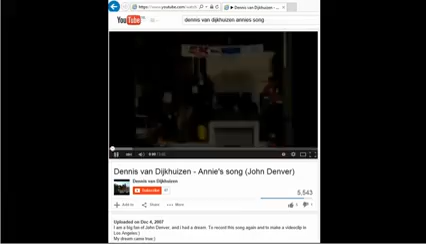 https://www.youtube.com/watch
Dennis van Dijkhuizen - ...
YouTube
dennis van dijkhuizen annies song
Dennis van Dijkhuizen - Annie's song (John Denver)
Dennis van Dijkhuizen
Subscribe
5,543
Add to
Share
More
Uploaded on Dec 4, 2007
I am a big fan of John Denver, and i had a dream. To record this song again and to make a videoclip in
Los Angeles:)
My dream came true:)